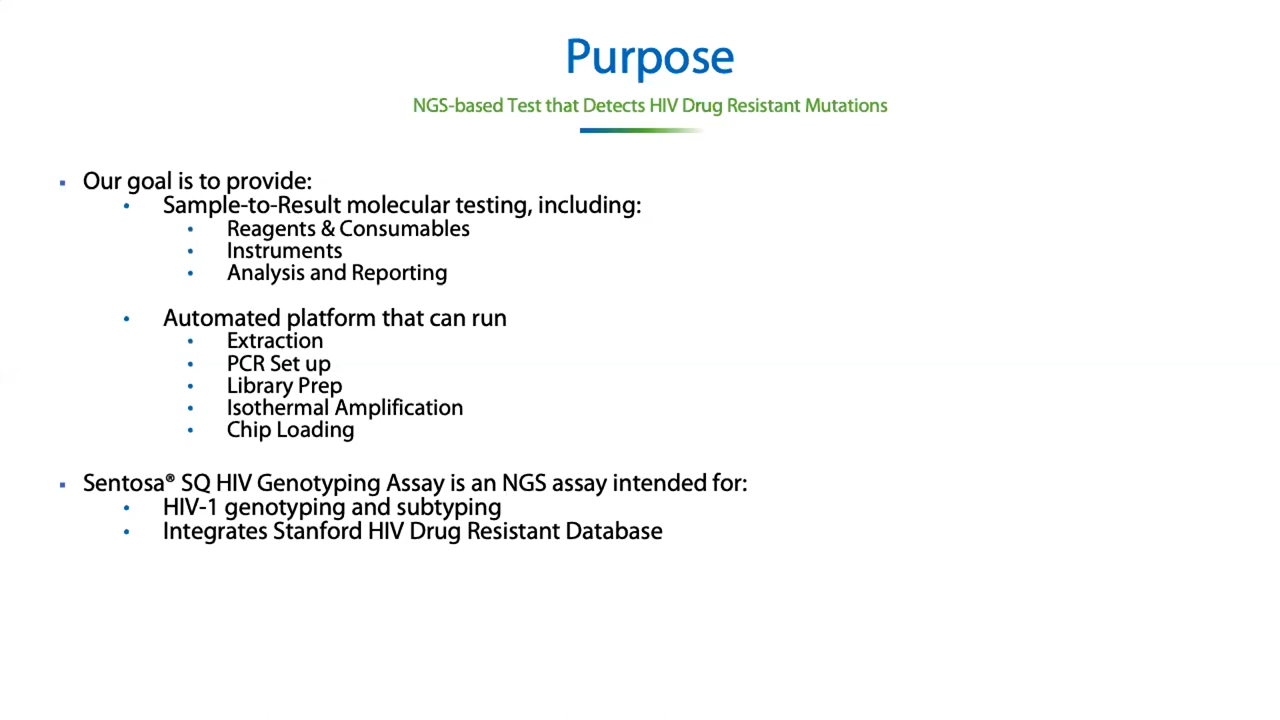 Purpose
NGS-based Test that Detects HIV Drug Resistant Mutations
▪ Our goal is to provide:
• Sample-to-Result molecular testing, including:
• Reagents & Consumables
• Instruments
• Analysis and Reporting
• Automated platform that can run
• Extraction
• PCR Set up
• Library Prep
• Isothermal Amplification
• Chip Loading
▪ Sentosa® SQ HIV Genotyping Assay is an NGS assay intended for:
• HIV-1 genotyping and subtyping
• Integrates Stanford HIV Drug Resistant Database